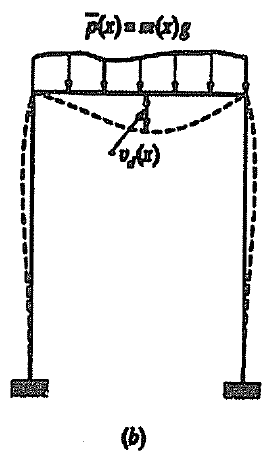 p̅(x) = m(x)g
v_d(x)
(b)